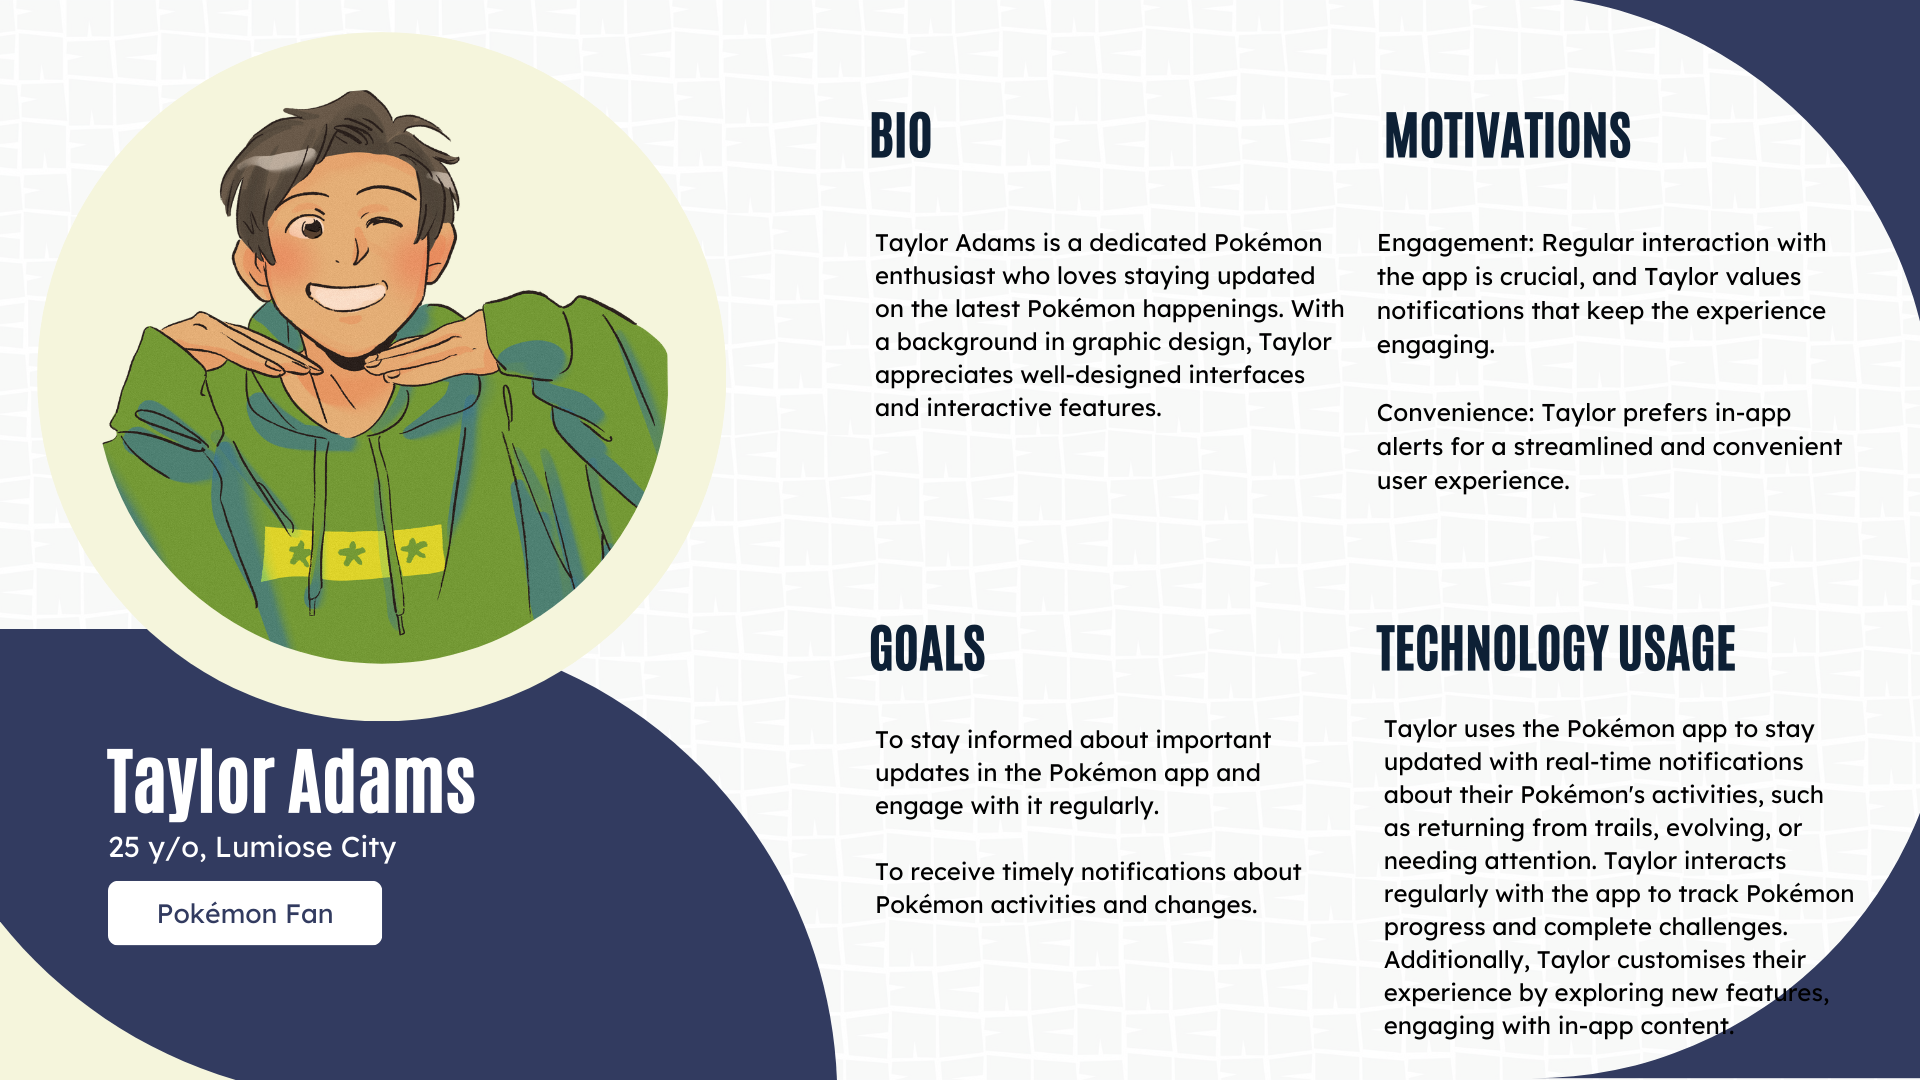 Taylor Adams
25 y/o, Lumiose City
Pokémon Fan
BIO
Taylor Adams is a dedicated Pokémon
enthusiast who loves staying updated
on the latest Pokémon happenings. With
a background in graphic design, Taylor
appreciates well-designed interfaces
and interactive features.
MOTIVATIONS
Engagement: Regular interaction with
the app is crucial, and Taylor values
notifications that keep the experience
engaging.
Convenience: Taylor prefers in-app
alerts for a streamlined and convenient
user experience.
GOALS
To stay informed about important
updates in the Pokémon app and
engage with it regularly.
To receive timely notifications about
Pokémon activities and changes.
TECHNOLOGY USAGE
Taylor uses the Pokémon app to stay
updated with real-time notifications
about their Pokémon's activities, such
as returning from trails, evolving, or
needing attention. Taylor interacts
regularly with the app to track Pokémon
progress and complete challenges.
Additionally, Taylor customises their
experience by exploring new features,
engaging with in-app content.